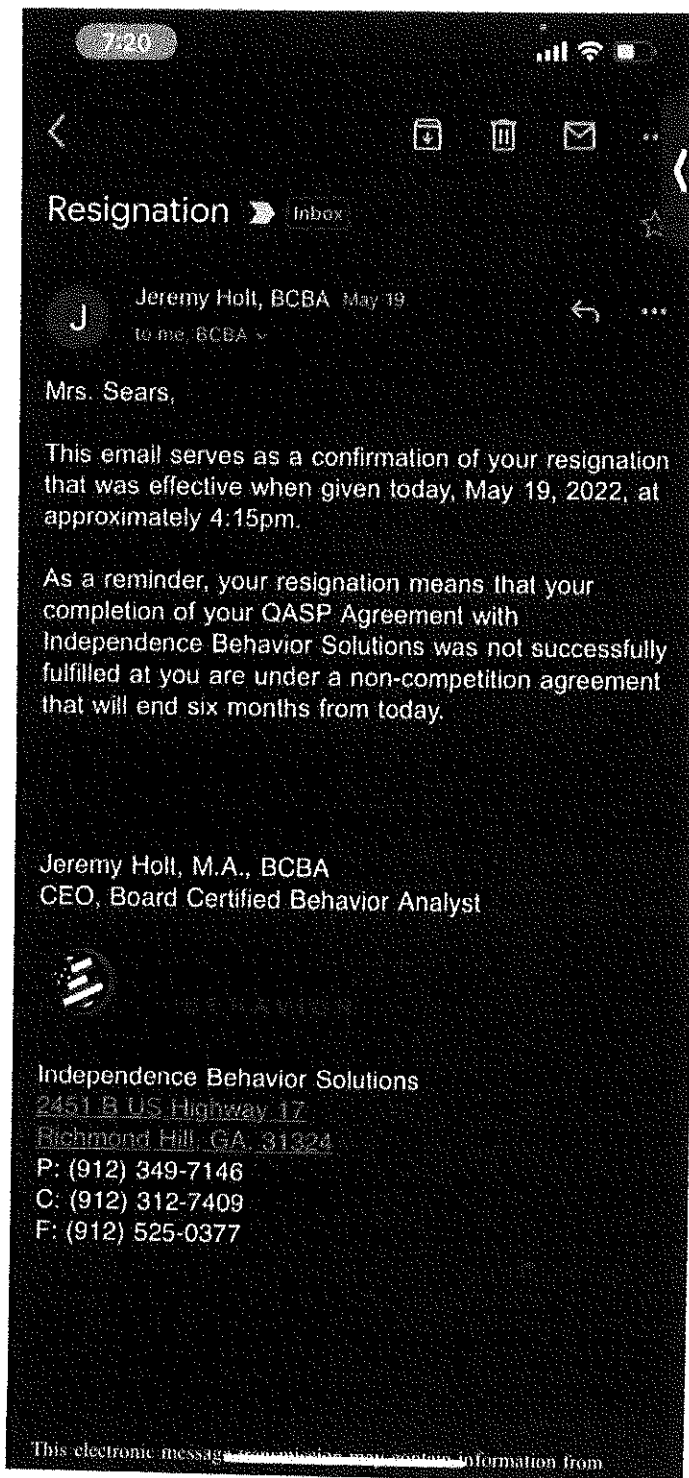 7:20
Resignation Inbox
Jeremy Holt, BCBA May 19
J
to me, BCBA
Mrs. Sears,
This email serves as a confirmation of your resignation
that was effective when given today, May 19, 2022, at
approximately 4:15pm.
As a reminder, your resignation means that your
completion of your QASP Agreement with
Independence Behavior Solutions was not successfully
fulfilled at you are under a non-competition agreement
that will end six months from today.
Jeremy Holt, M.A., BCBA
CEO, Board Certified Behavior Analyst
BEHAVIOR
Independence Behavior Solutions
2451 B US Highway 17
Richmond Hill, GA, 31324
P: (912) 349-7146
C: (912) 312-7409
F: (912) 525-0377
This electronic message transmission may contain information from